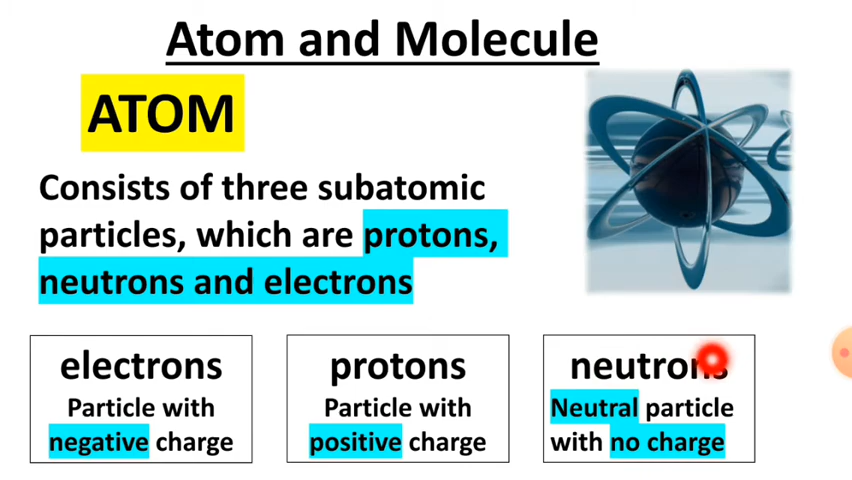 Atom and Molecule
ATOM
Consists of three subatomic
particles, which are protons,
neutrons and electrons
electrons
Particle with
negative charge
protons
Particle with
positive charge
neutrons
Neutral particle
with no charge